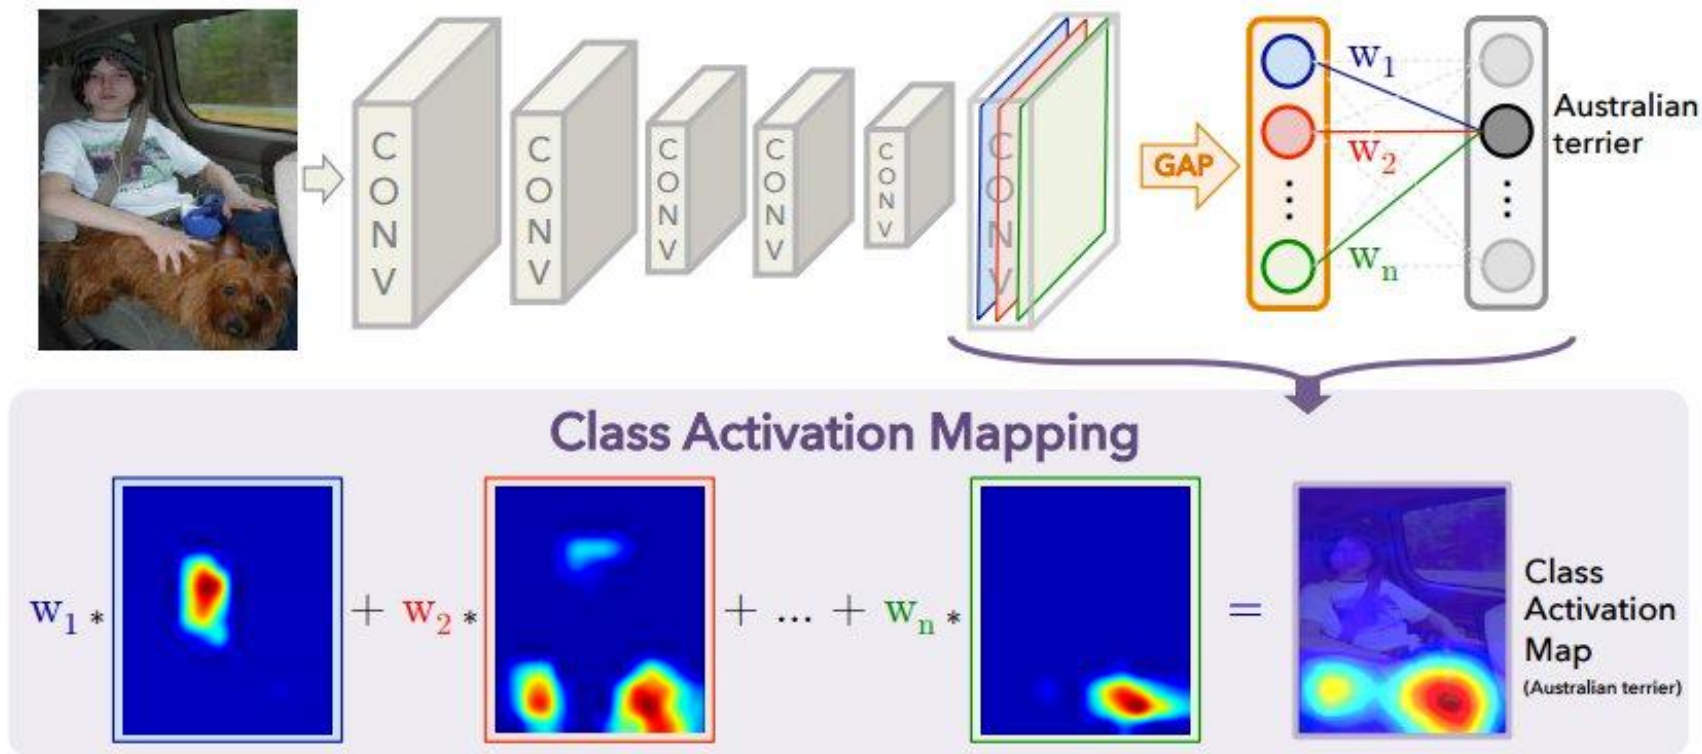 CONV
CONV
CONV
CONV
CONV
CONV
GAP
w1
w2
⋮
wn
⋮
Australian
terrier
Class Activation Mapping
w1 * + w2 * + ... + wn * =
Class
Activation
Map
(Australian terrier)